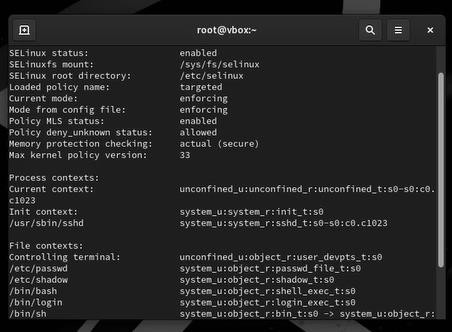 root@vbox:~
SELinux status:                 enabled
SELinuxfs mount:                /sys/fs/selinux
SELinux root directory:         /etc/selinux
Loaded policy name:             targeted
Current mode:                   enforcing
Mode from config file:          enforcing
Policy MLS status:              enabled
Policy deny_unknown status:     allowed
Memory protection checking:     actual (secure)
Max kernel policy version:      33
Process contexts:
Current context:                unconfined_u:unconfined_r:unconfined_t:s0-s0:c0.
c1023
Init context:                   system_u:system_r:init_t:s0
/usr/sbin/sshd                  system_u:system_r:sshd_t:s0-s0:c0.c1023
File contexts:
Controlling terminal:           unconfined_u:object_r:user_devpts_t:s0
/etc/passwd                     system_u:object_r:passwd_file_t:s0
/etc/shadow                     system_u:object_r:shadow_t:s0
/bin/bash                       system_u:object_r:shell_exec_t:s0
/bin/login                      system_u:object_r:login_exec_t:s0
/bin/sh                         system_u:object_r:bin_t:s0 -> system_u:object_r: